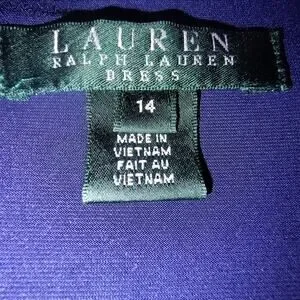 LAUREN
RALPH LAUREN
DRESS
14
MADE IN
VIETNAM
FAIT AU
VIETNAM